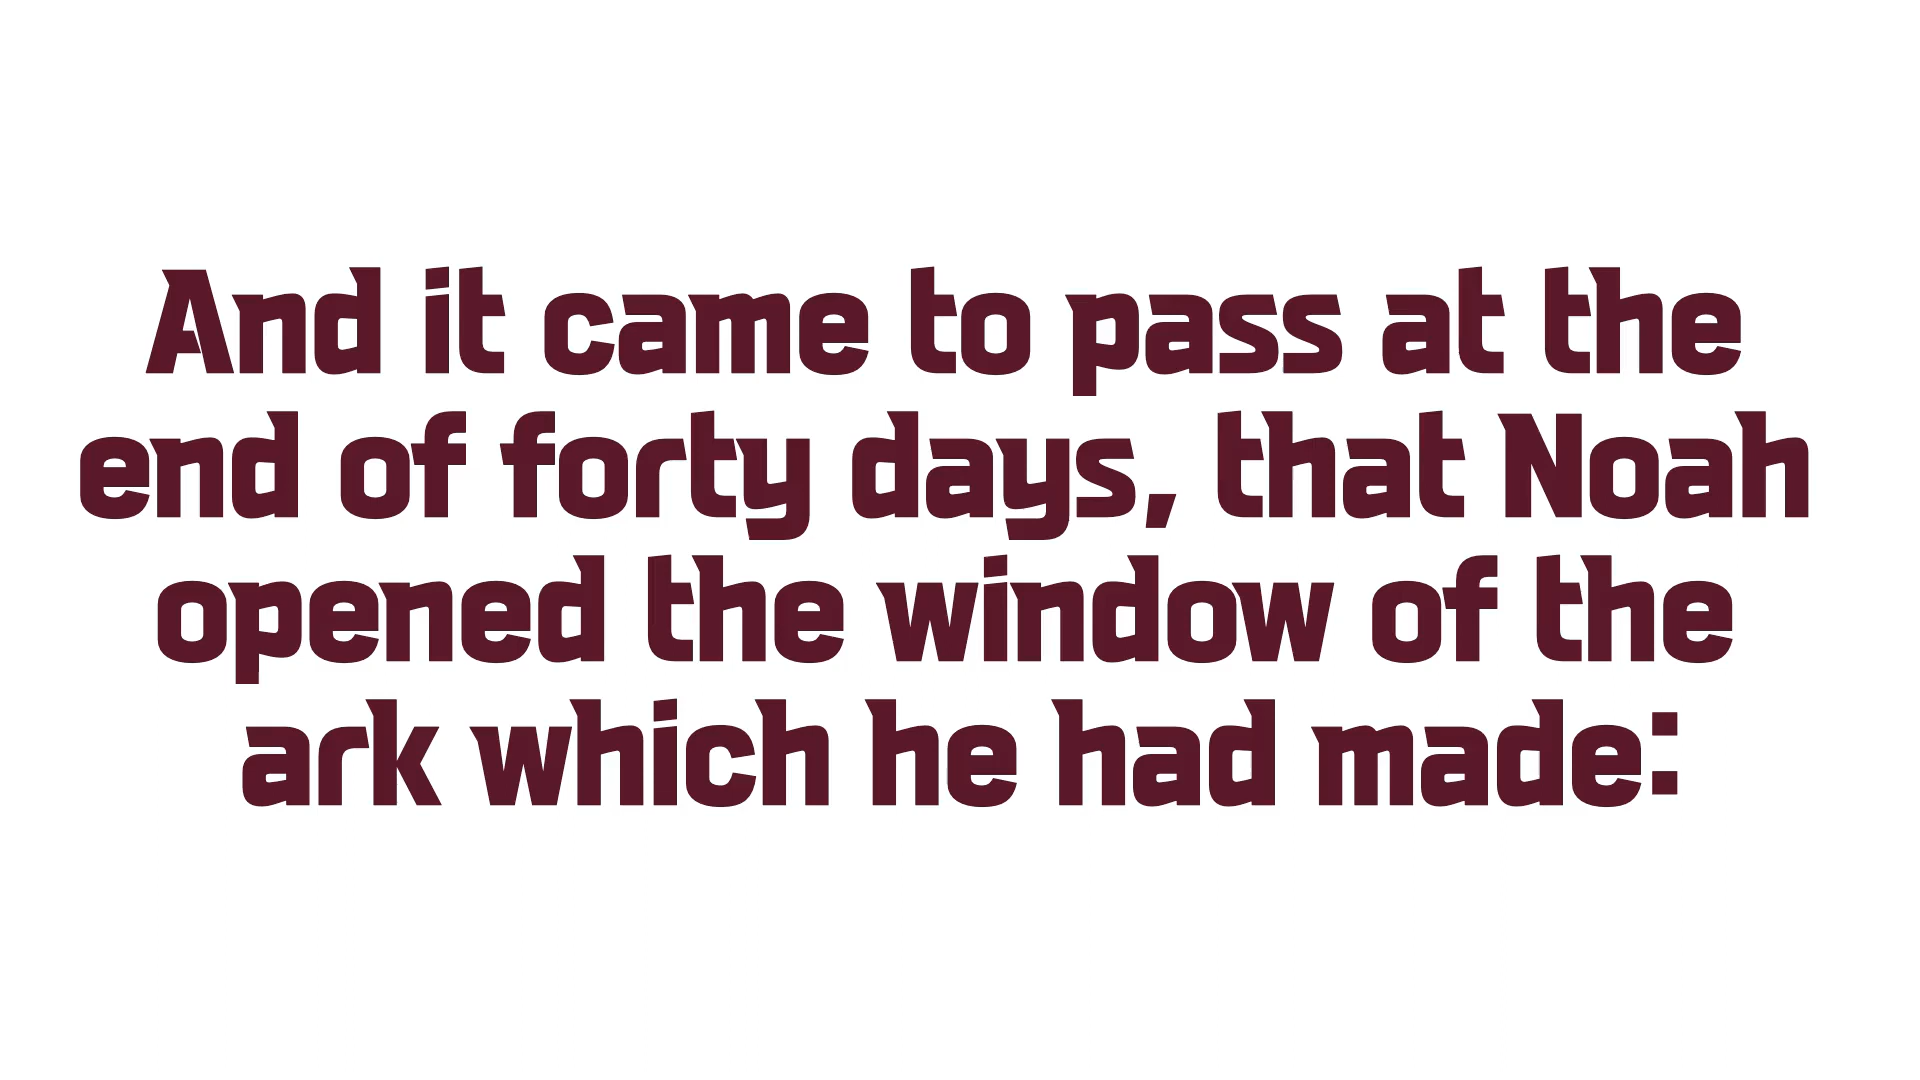 And it came to pass at the
end of forty days, that Noah
opened the window of the
ark which he had made: